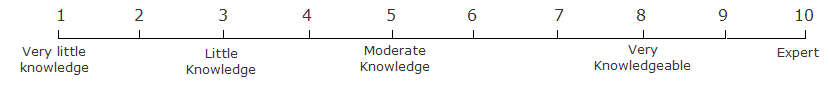 1 2 3 4 5 6 7 8 9 10
Very little knowledge
Little Knowledge
Moderate Knowledge
Very Knowledgeable
Expert